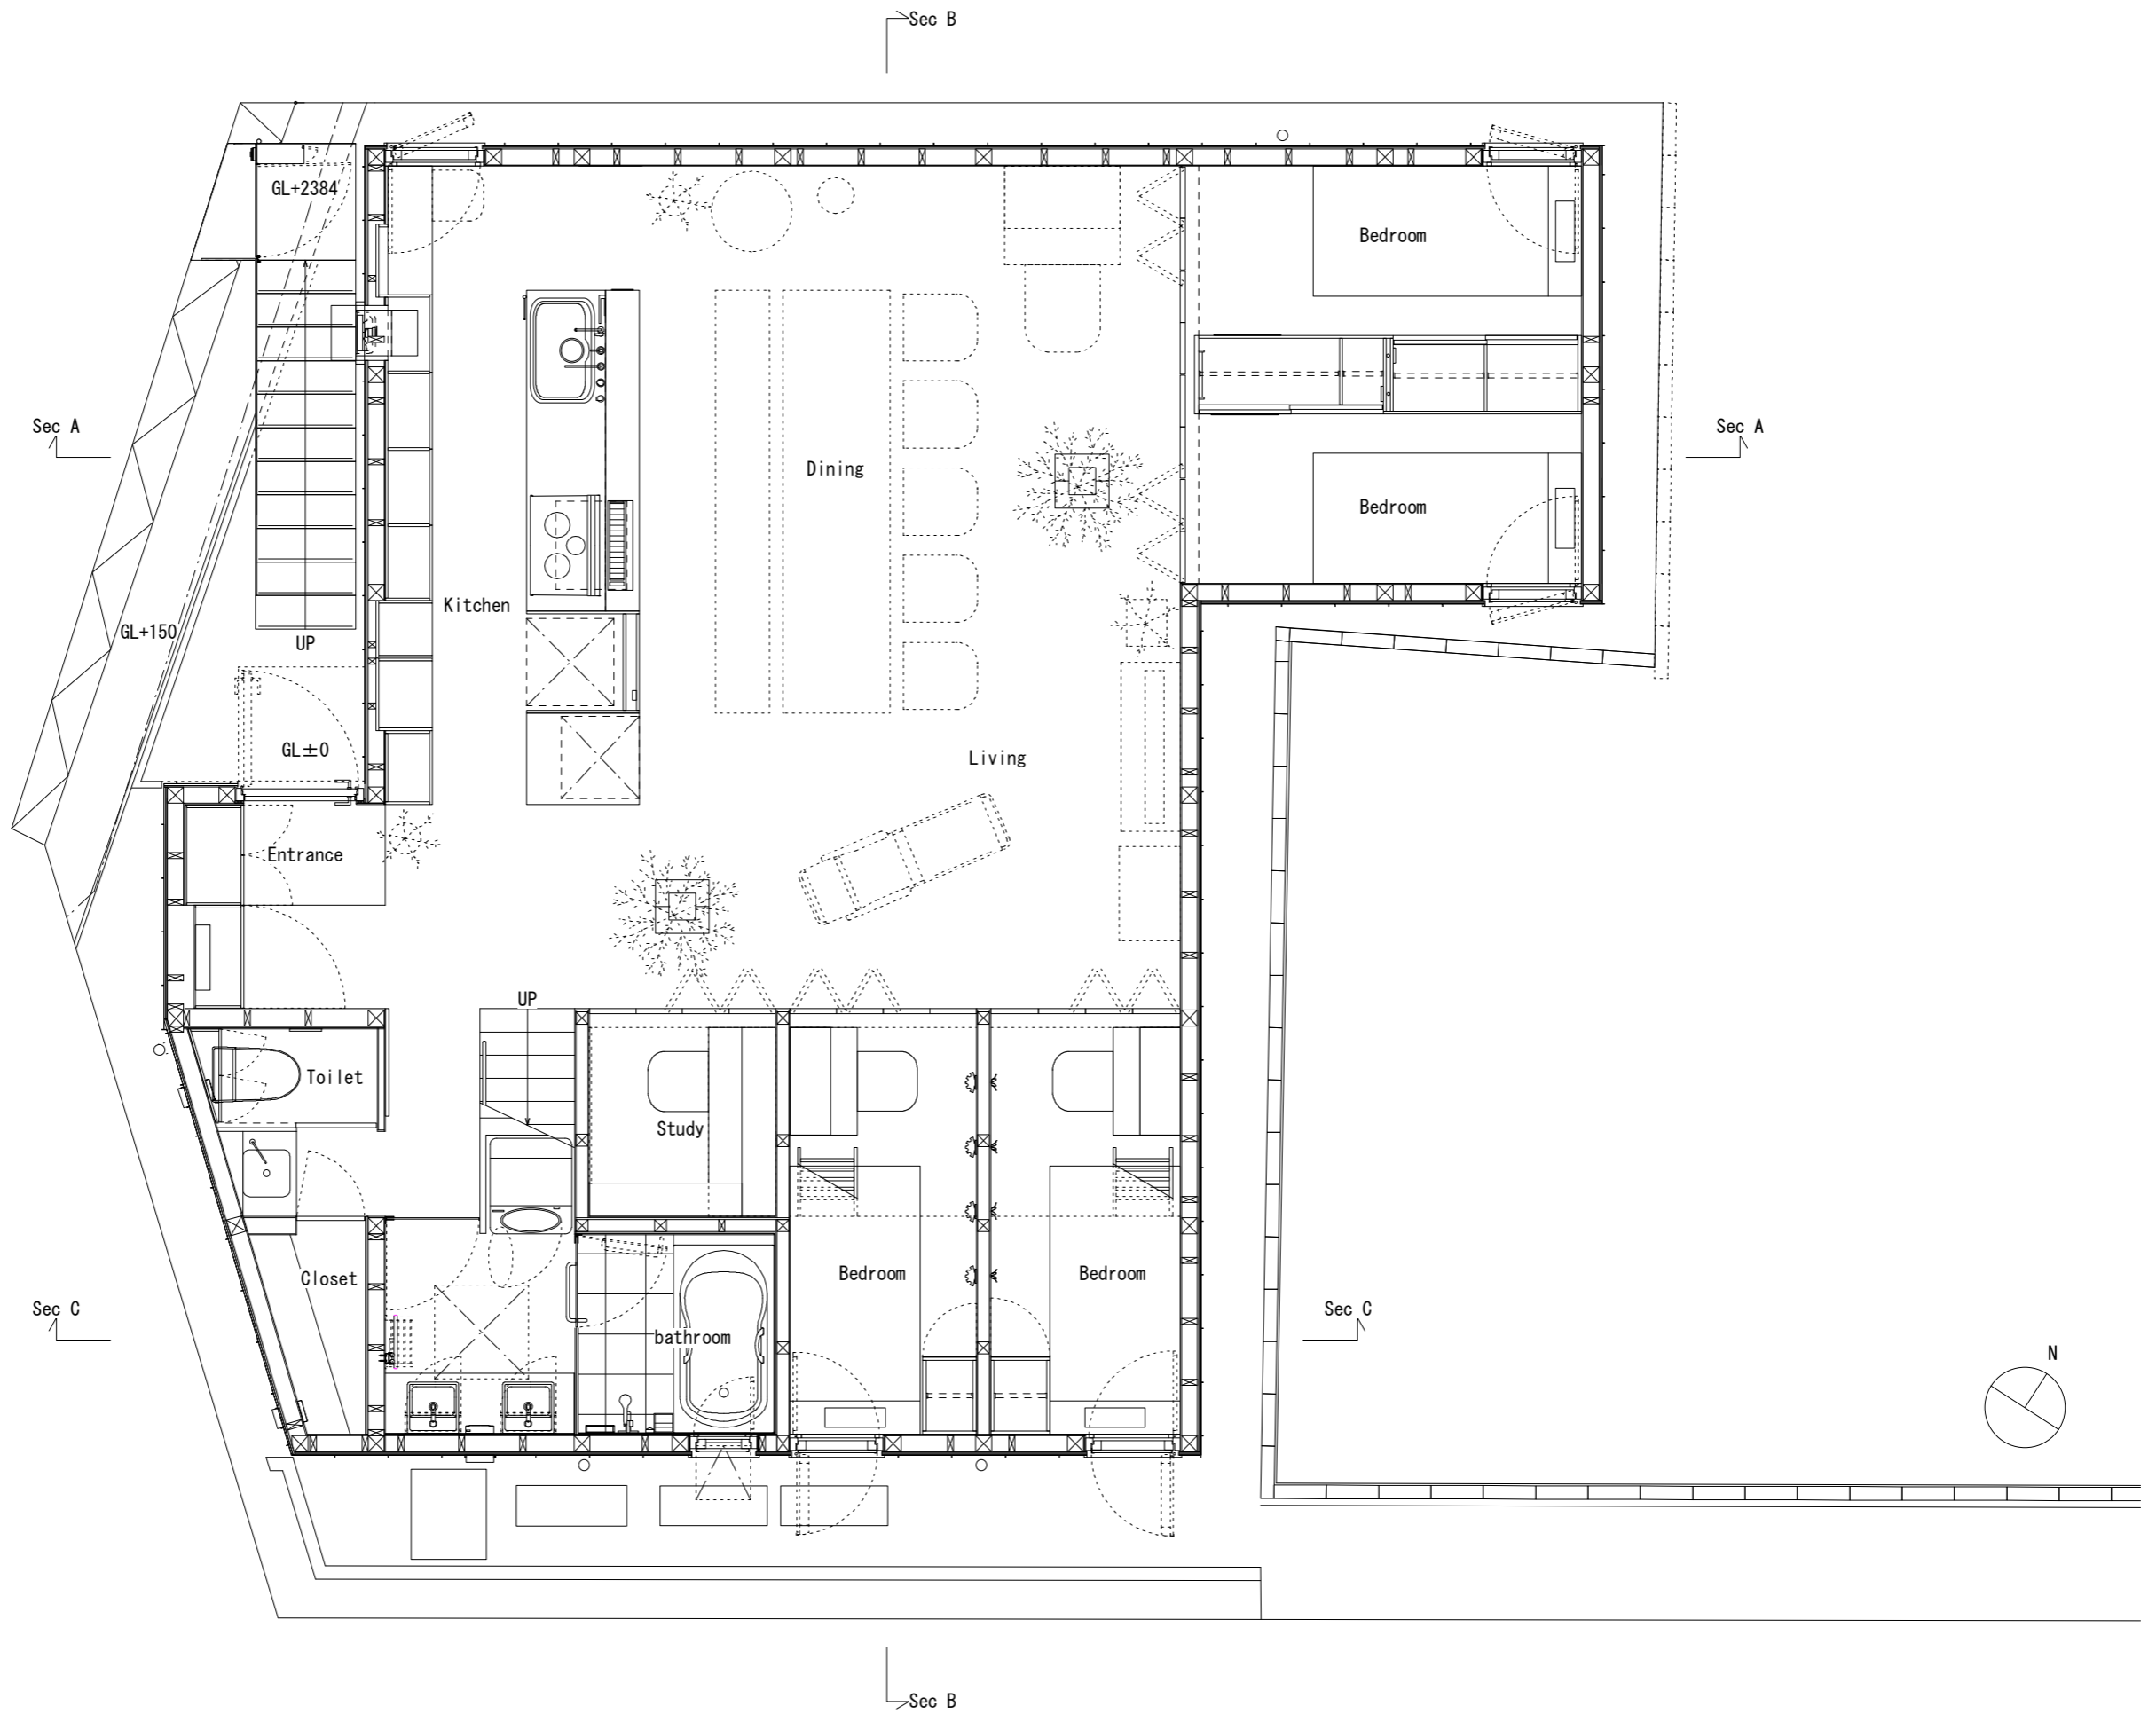 Sec B
GL+2384
Bedroom
Sec A
Sec A
Dining
Bedroom
Kitchen
GL+150
UP
GL±0
Living
Entrance
UP
Toilet
Study
Closet
Bedroom
Bedroom
Sec C
Sec C
bathroom
N
Sec B